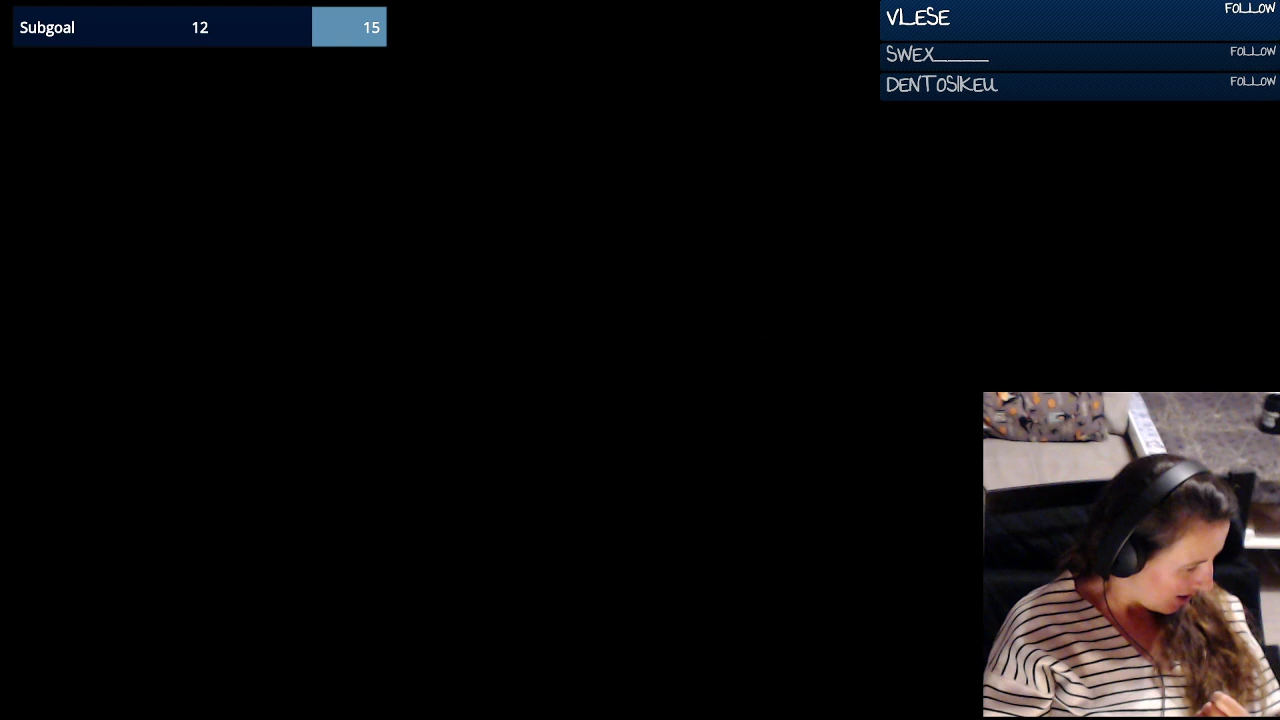 Subgoal 12 15
VLESE FOLLOW
SWEX_____ FOLLOW
DENTOSIKEU FOLLOW